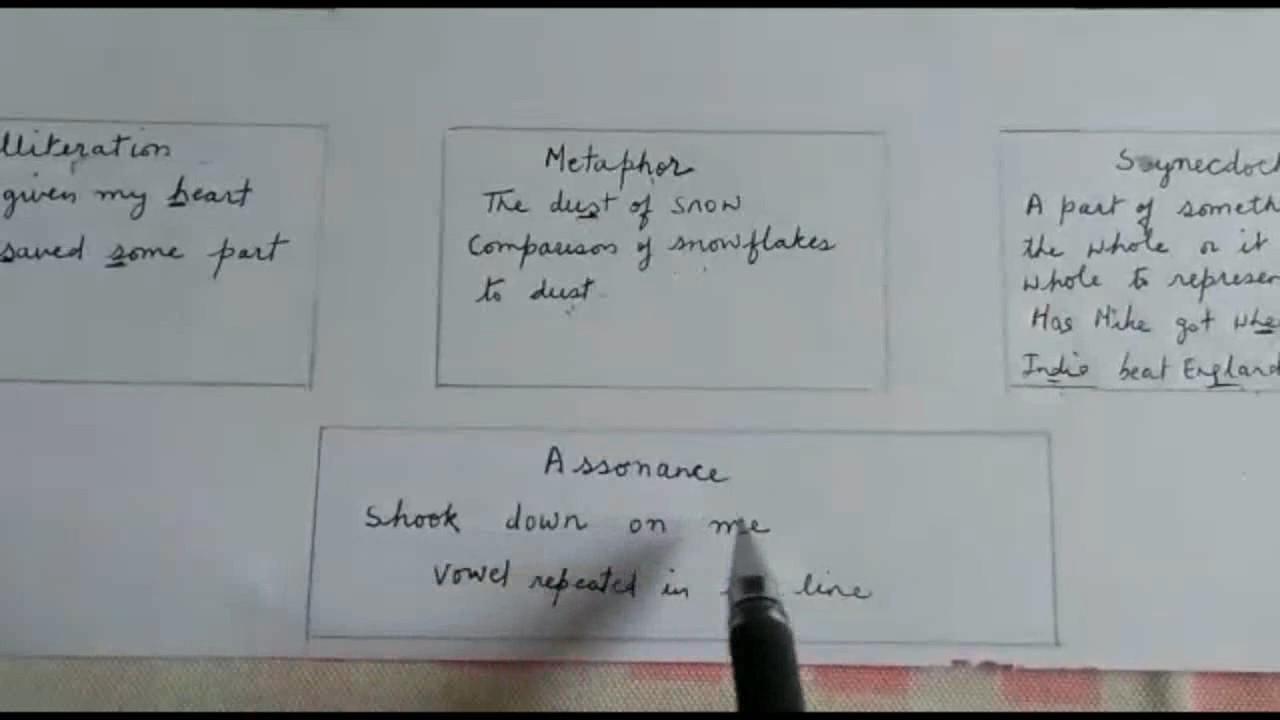 lliteration
given my heart
saved some part
Metaphor
The dust of snow
Comparison of snowflakes
to dust
Soynecdoch
A part of someth
the whole or it
whole to represen
Has Mike got whe
India beat England
Assonance
Shook down on me
Vowel repeated in line